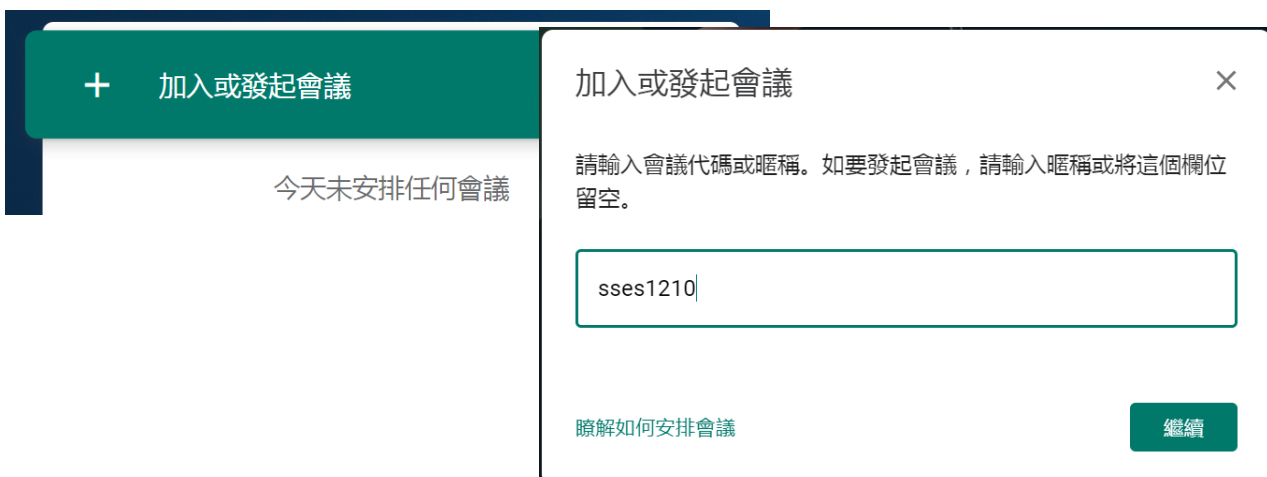 + 加入或發起會議
今天未安排任何會議
加入或發起會議
請輸入會議代碼或暱稱。如要發起會議，請輸入暱稱或將這個欄位
留空。
sses1210
瞭解如何安排會議
繼續